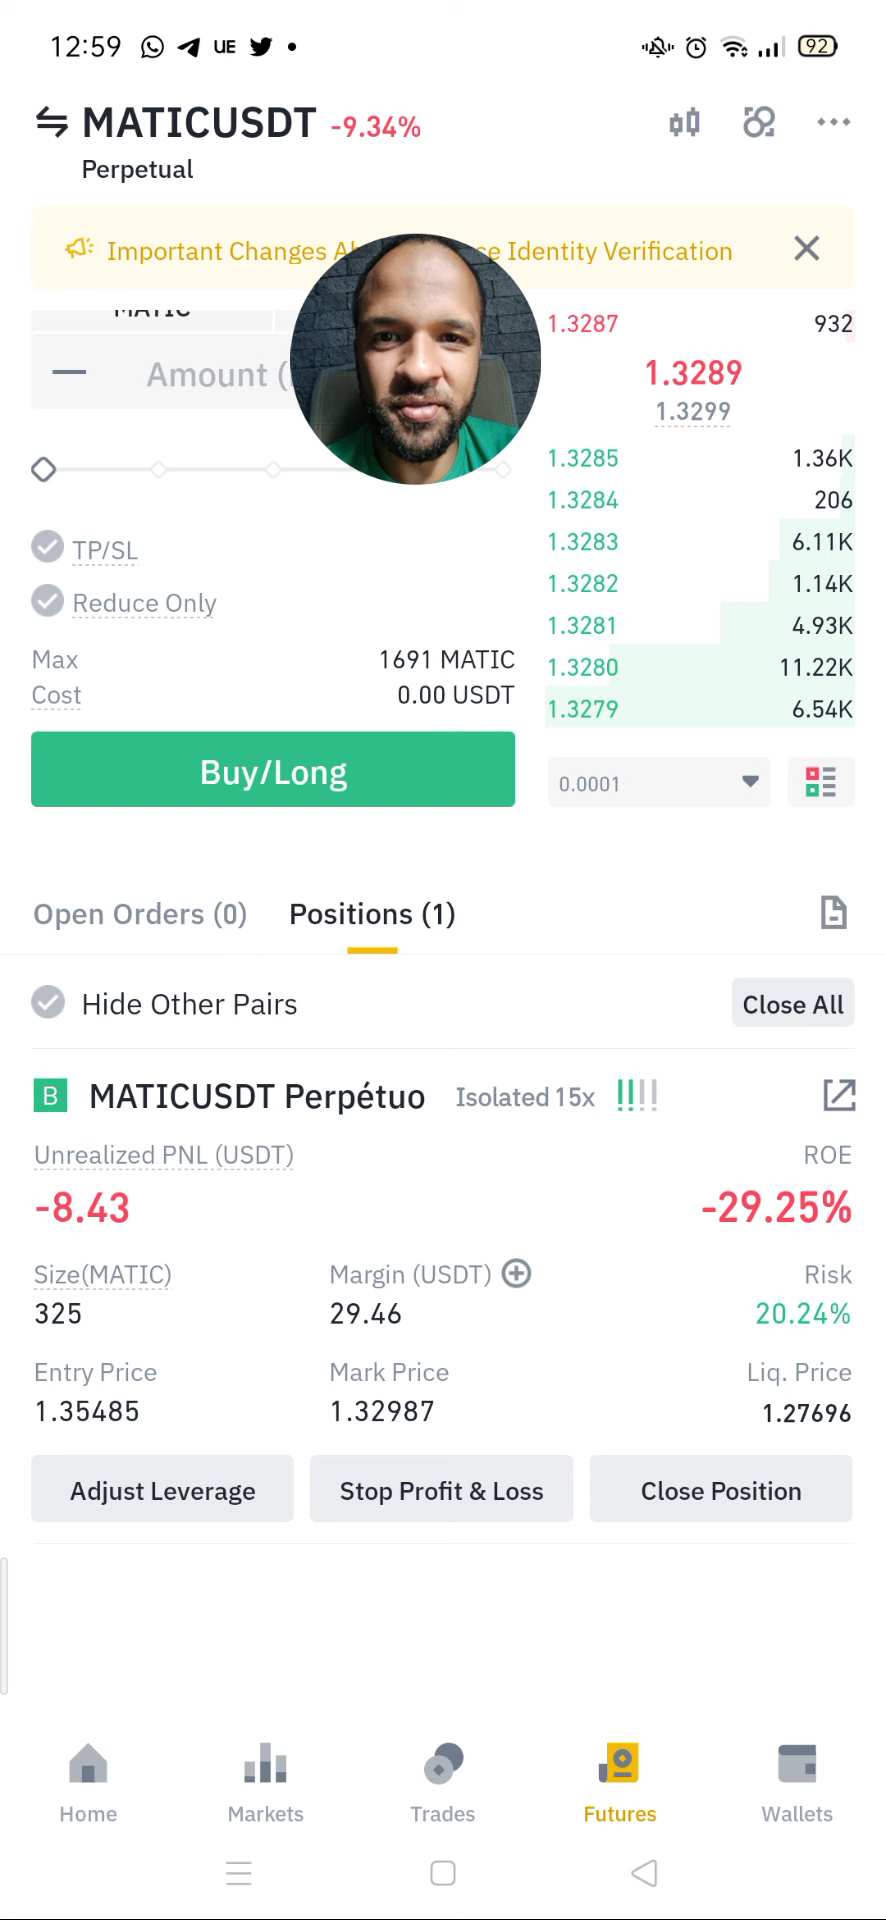 12:59 UE 92
MATICUSDT -9.34%
Perpetual
Important Changes Identity Verification
MATIC
Amount (
1.3287 932
1.3289
1.3299
1.3285 1.36K
1.3284 206
1.3283 6.11K
1.3282 1.14K
1.3281 4.93K
1.3280 11.22K
1.3279 6.54K
TP/SL
Reduce Only
Max 1691 MATIC
Cost 0.00 USDT
Buy/Long
0.0001
Open Orders (0) Positions (1)
Hide Other Pairs Close All
B MATICUSDT Perpétuo Isolated 15x
Unrealized PNL (USDT) ROE
-8.43 -29.25%
Size(MATIC) Margin (USDT) Risk
325 29.46 20.24%
Entry Price Mark Price Liq. Price
1.35485 1.32987 1.27696
Adjust Leverage Stop Profit & Loss Close Position
Home Markets Trades Futures Wallets